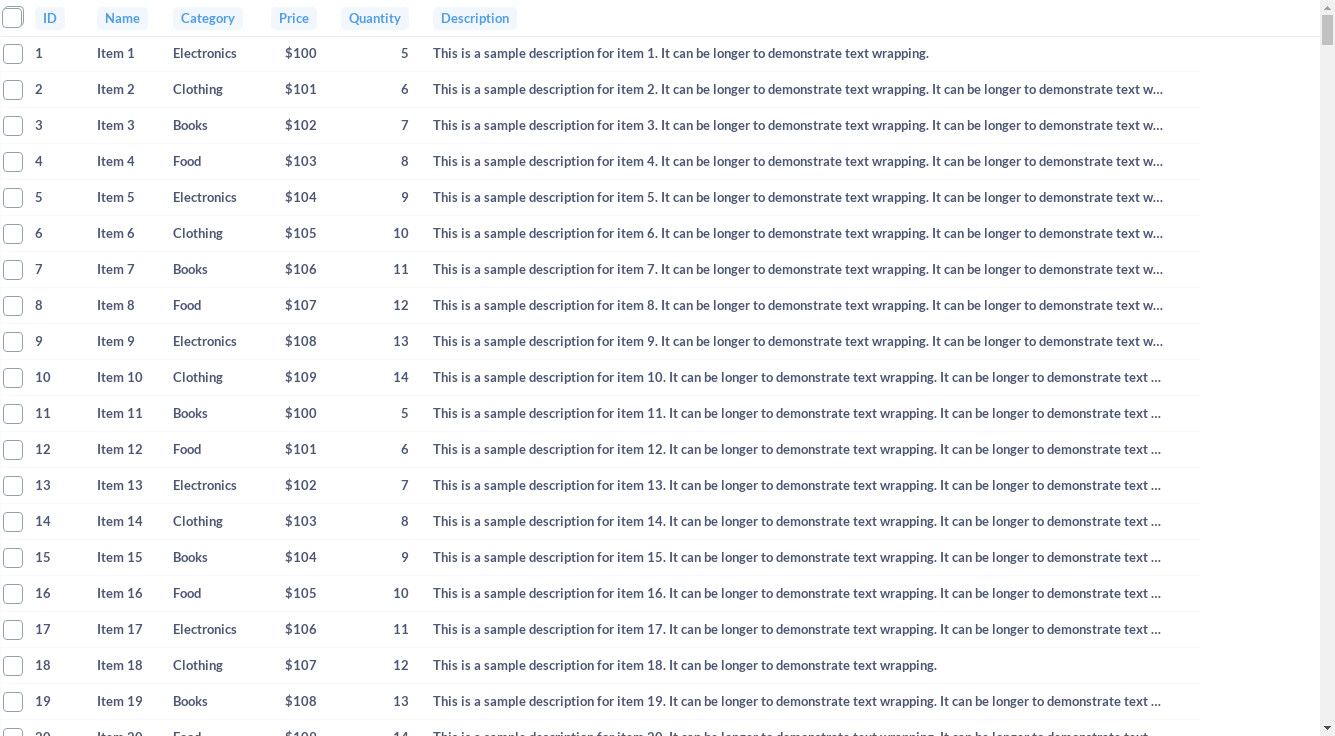 ID Name Category Price Quantity Description
1 Item 1 Electronics $100 5 This is a sample description for item 1. It can be longer to demonstrate text wrapping.
2 Item 2 Clothing $101 6 This is a sample description for item 2. It can be longer to demonstrate text wrapping. It can be longer to demonstrate text w...
3 Item 3 Books $102 7 This is a sample description for item 3. It can be longer to demonstrate text wrapping. It can be longer to demonstrate text w...
4 Item 4 Food $103 8 This is a sample description for item 4. It can be longer to demonstrate text wrapping. It can be longer to demonstrate text w...
5 Item 5 Electronics $104 9 This is a sample description for item 5. It can be longer to demonstrate text wrapping. It can be longer to demonstrate text w...
6 Item 6 Clothing $105 10 This is a sample description for item 6. It can be longer to demonstrate text wrapping. It can be longer to demonstrate text w...
7 Item 7 Books $106 11 This is a sample description for item 7. It can be longer to demonstrate text wrapping. It can be longer to demonstrate text w...
8 Item 8 Food $107 12 This is a sample description for item 8. It can be longer to demonstrate text wrapping. It can be longer to demonstrate text w...
9 Item 9 Electronics $108 13 This is a sample description for item 9. It can be longer to demonstrate text wrapping. It can be longer to demonstrate text w...
10 Item 10 Clothing $109 14 This is a sample description for item 10. It can be longer to demonstrate text wrapping. It can be longer to demonstrate text ...
11 Item 11 Books $100 5 This is a sample description for item 11. It can be longer to demonstrate text wrapping. It can be longer to demonstrate text ...
12 Item 12 Food $101 6 This is a sample description for item 12. It can be longer to demonstrate text wrapping. It can be longer to demonstrate text ...
13 Item 13 Electronics $102 7 This is a sample description for item 13. It can be longer to demonstrate text wrapping. It can be longer to demonstrate text ...
14 Item 14 Clothing $103 8 This is a sample description for item 14. It can be longer to demonstrate text wrapping. It can be longer to demonstrate text ...
15 Item 15 Books $104 9 This is a sample description for item 15. It can be longer to demonstrate text wrapping. It can be longer to demonstrate text ...
16 Item 16 Food $105 10 This is a sample description for item 16. It can be longer to demonstrate text wrapping. It can be longer to demonstrate text ...
17 Item 17 Electronics $106 11 This is a sample description for item 17. It can be longer to demonstrate text wrapping. It can be longer to demonstrate text ...
18 Item 18 Clothing $107 12 This is a sample description for item 18. It can be longer to demonstrate text wrapping.
19 Item 19 Books $108 13 This is a sample description for item 19. It can be longer to demonstrate text wrapping. It can be longer to demonstrate text ...